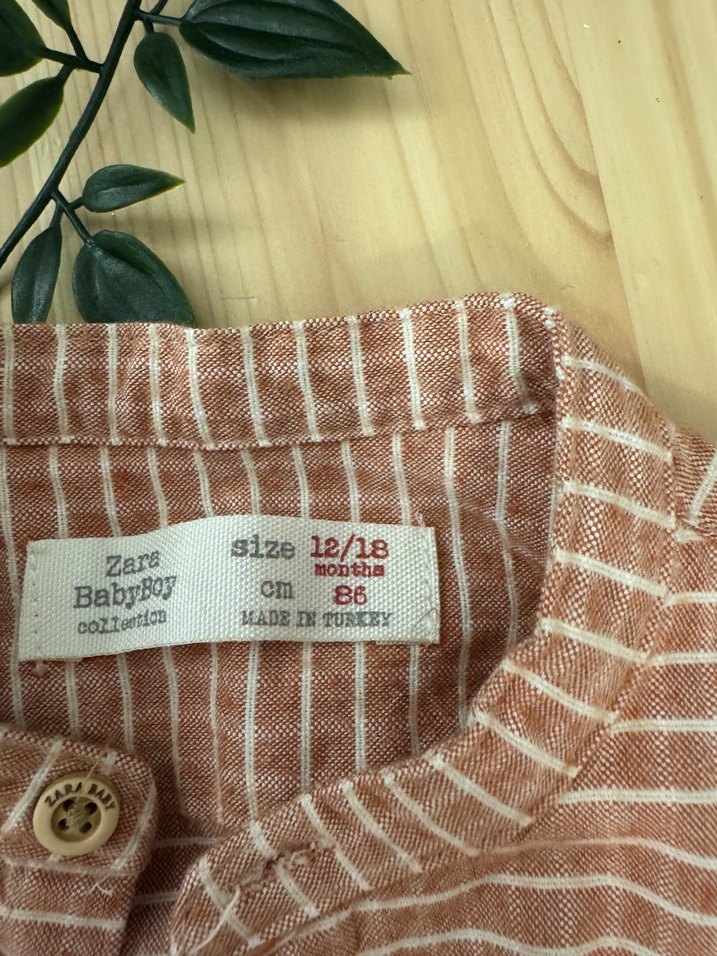 Zara
BabyBoy
collection
size 12/18
months
cm 86
MADE IN TURKEY
ZARA BABY